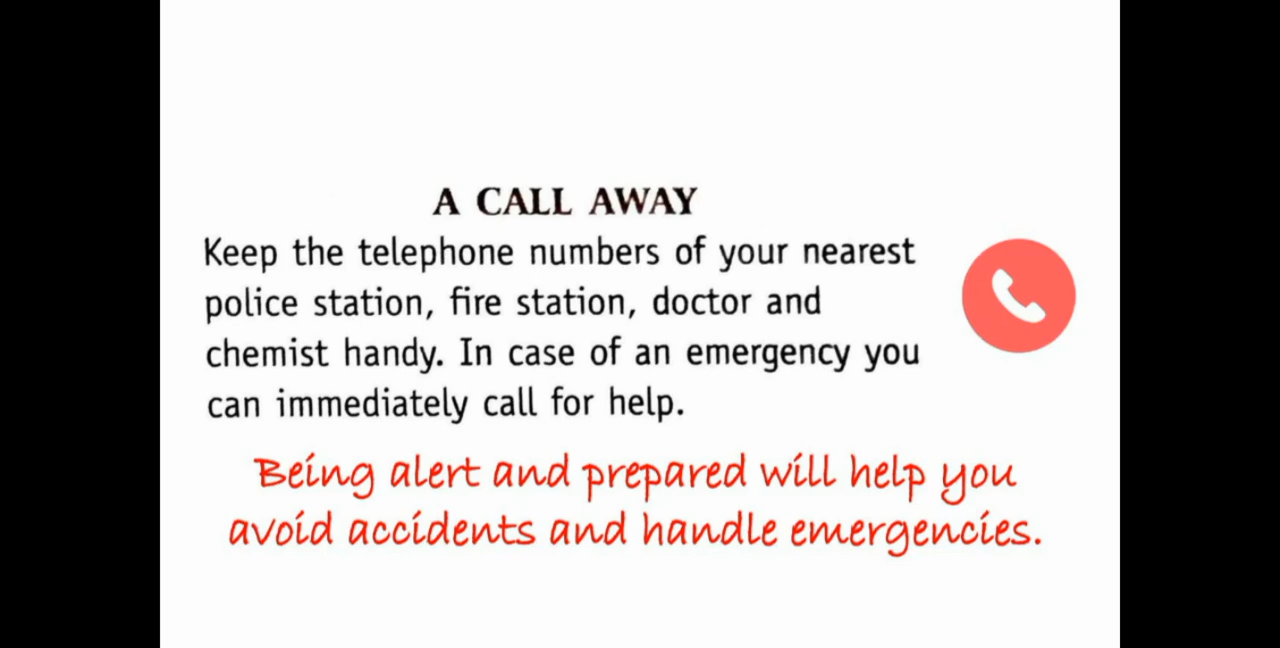 A CALL AWAY
Keep the telephone numbers of your nearest
police station, fire station, doctor and
chemist handy. In case of an emergency you
can immediately call for help.
Being alert and prepared will help you
avoid accidents and handle emergencies.